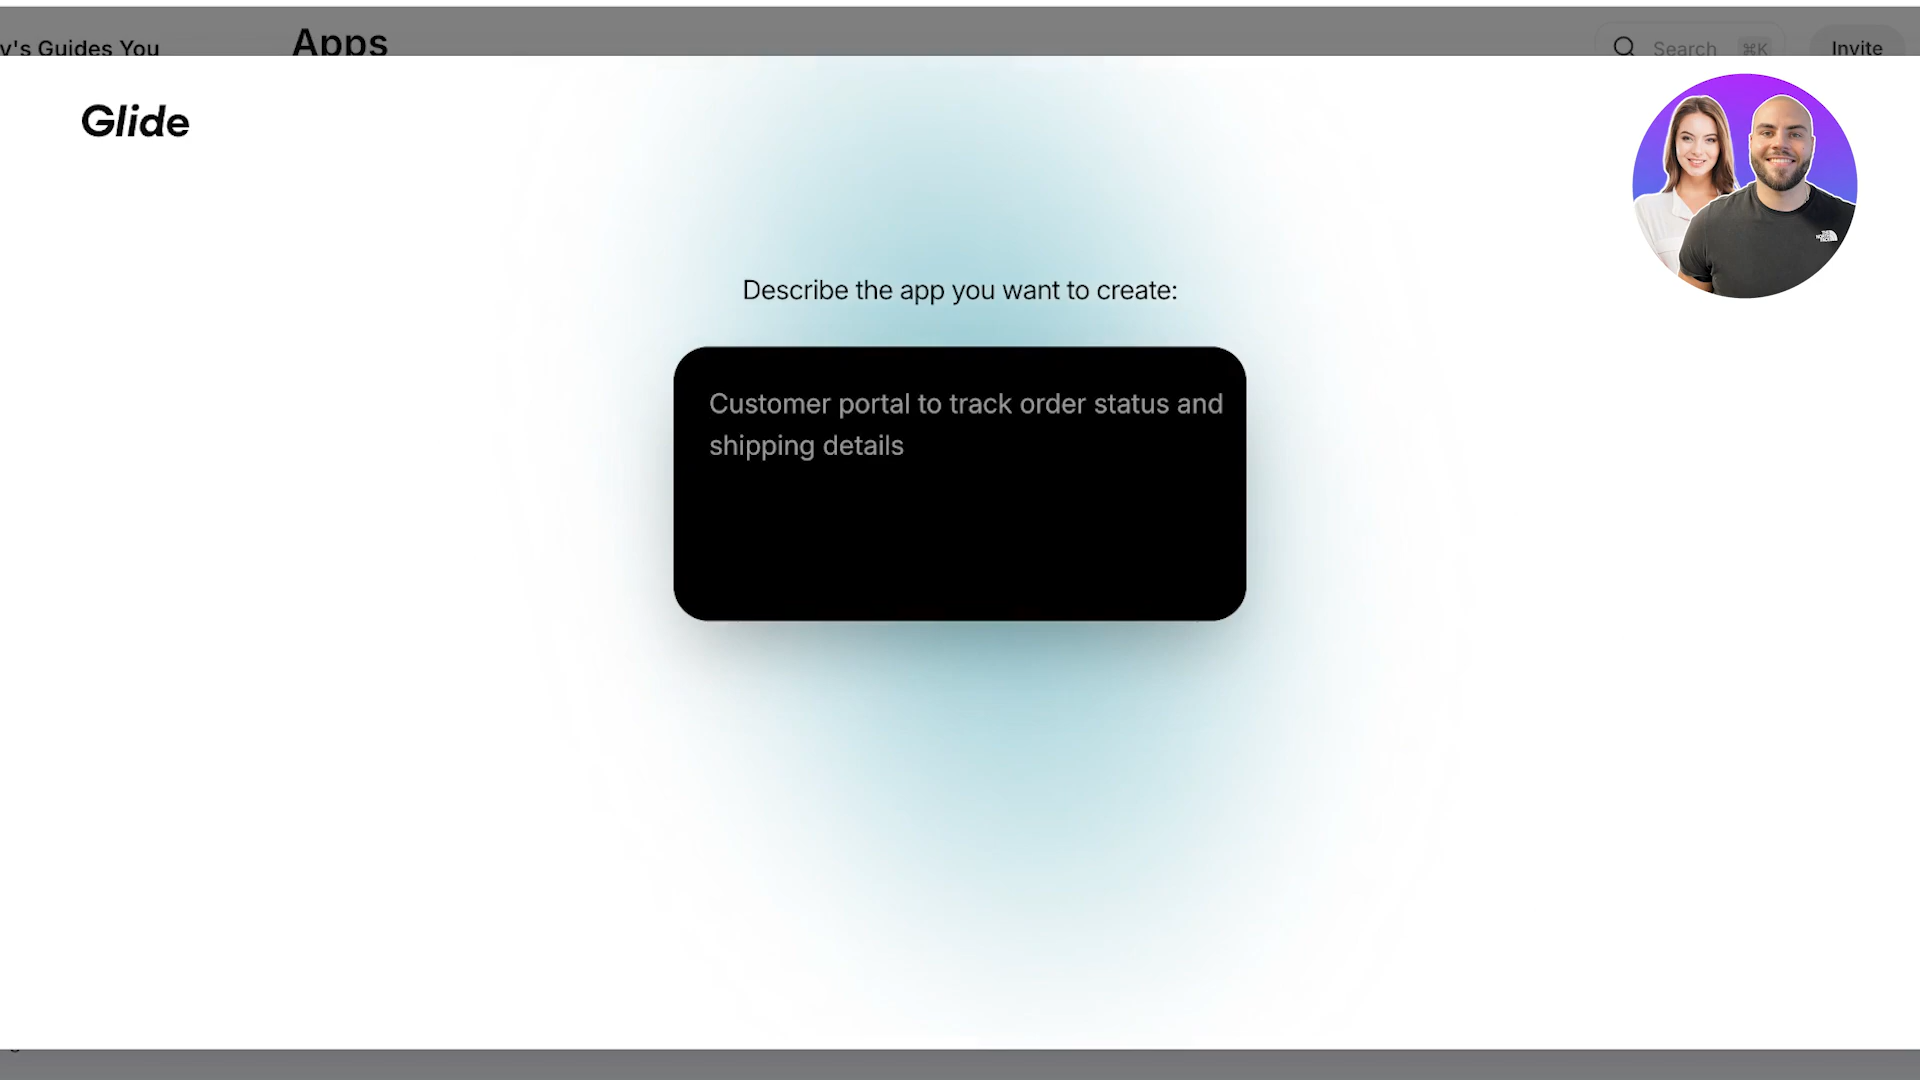 y's Guides You
Apps
Search
⌘K
Invite
Glide
Describe the app you want to create:
Customer portal to track order status and
shipping details